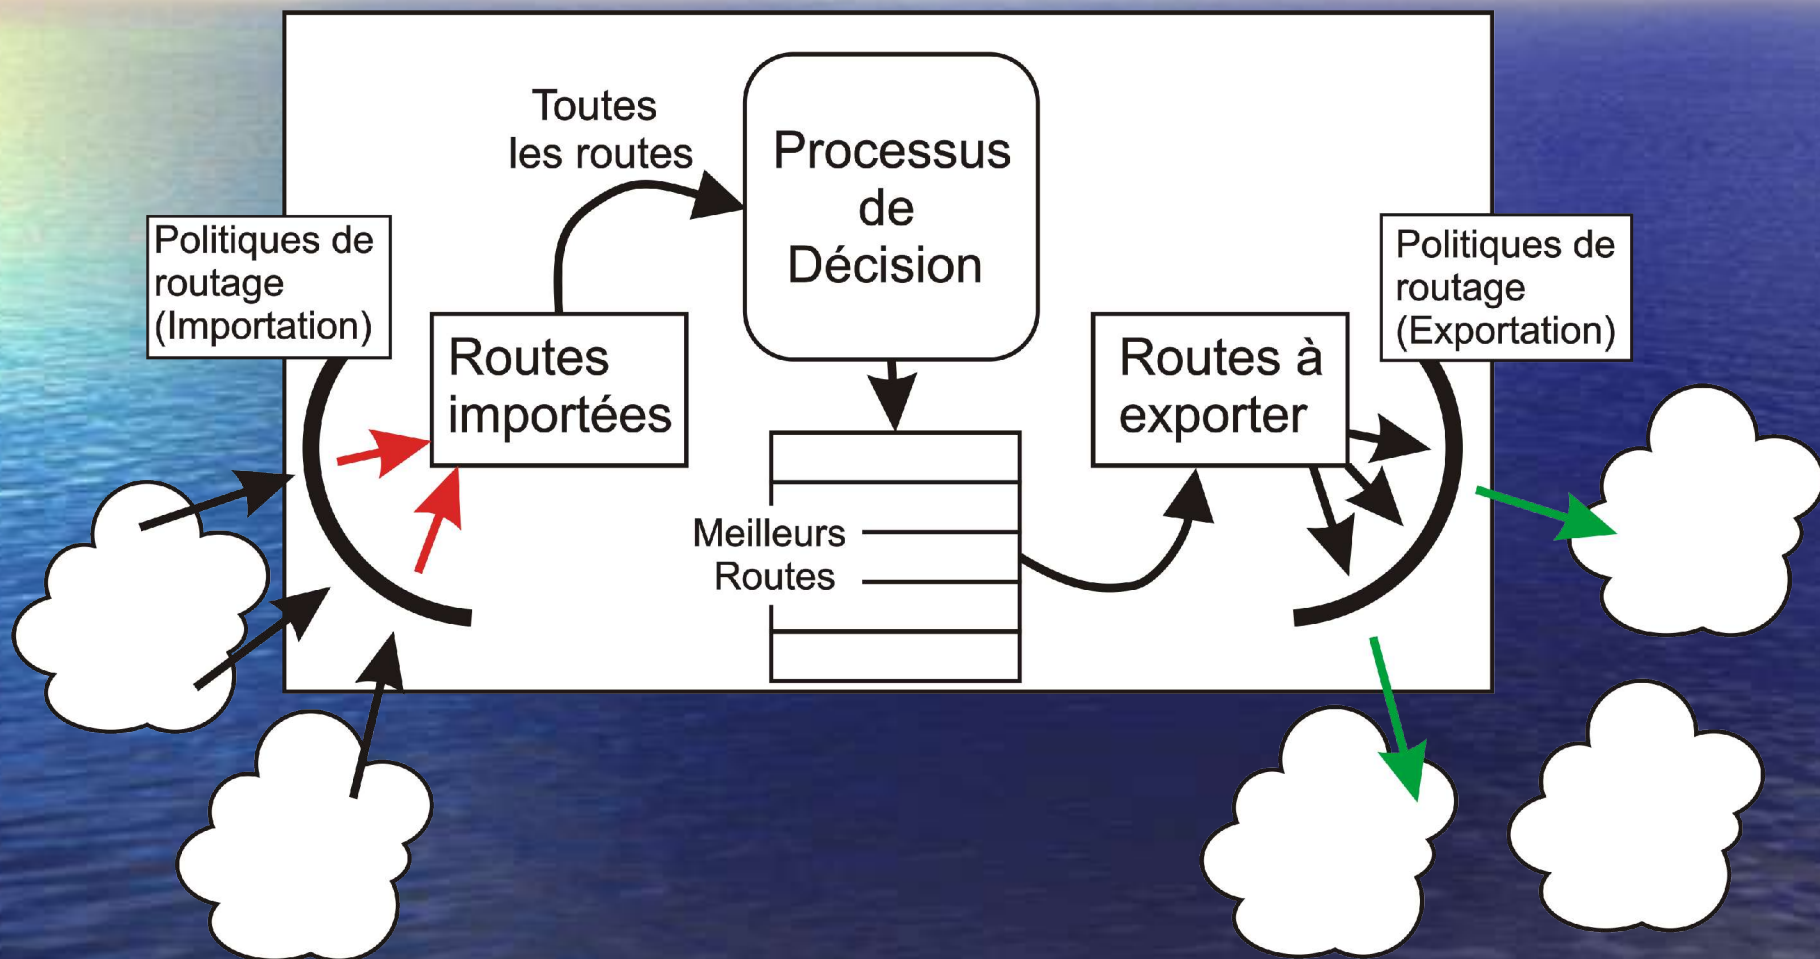 Toutes
les routes
Processus
de
Décision
Politiques de
routage
(Importation)
Routes
importées
Routes à
exporter
Politiques de
routage
(Exportation)
Meilleurs
Routes